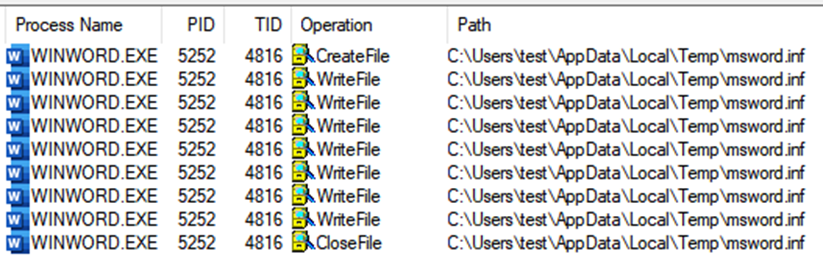 Process Name PID TID Operation Path
WINWORD.EXE 5252 4816 CreateFile C:\Users\test\AppData\Local\Temp\msword.inf
WINWORD.EXE 5252 4816 WriteFile C:\Users\test\AppData\Local\Temp\msword.inf
WINWORD.EXE 5252 4816 WriteFile C:\Users\test\AppData\Local\Temp\msword.inf
WINWORD.EXE 5252 4816 WriteFile C:\Users\test\AppData\Local\Temp\msword.inf
WINWORD.EXE 5252 4816 WriteFile C:\Users\test\AppData\Local\Temp\msword.inf
WINWORD.EXE 5252 4816 WriteFile C:\Users\test\AppData\Local\Temp\msword.inf
WINWORD.EXE 5252 4816 WriteFile C:\Users\test\AppData\Local\Temp\msword.inf
WINWORD.EXE 5252 4816 WriteFile C:\Users\test\AppData\Local\Temp\msword.inf
WINWORD.EXE 5252 4816 CloseFile C:\Users\test\AppData\Local\Temp\msword.inf